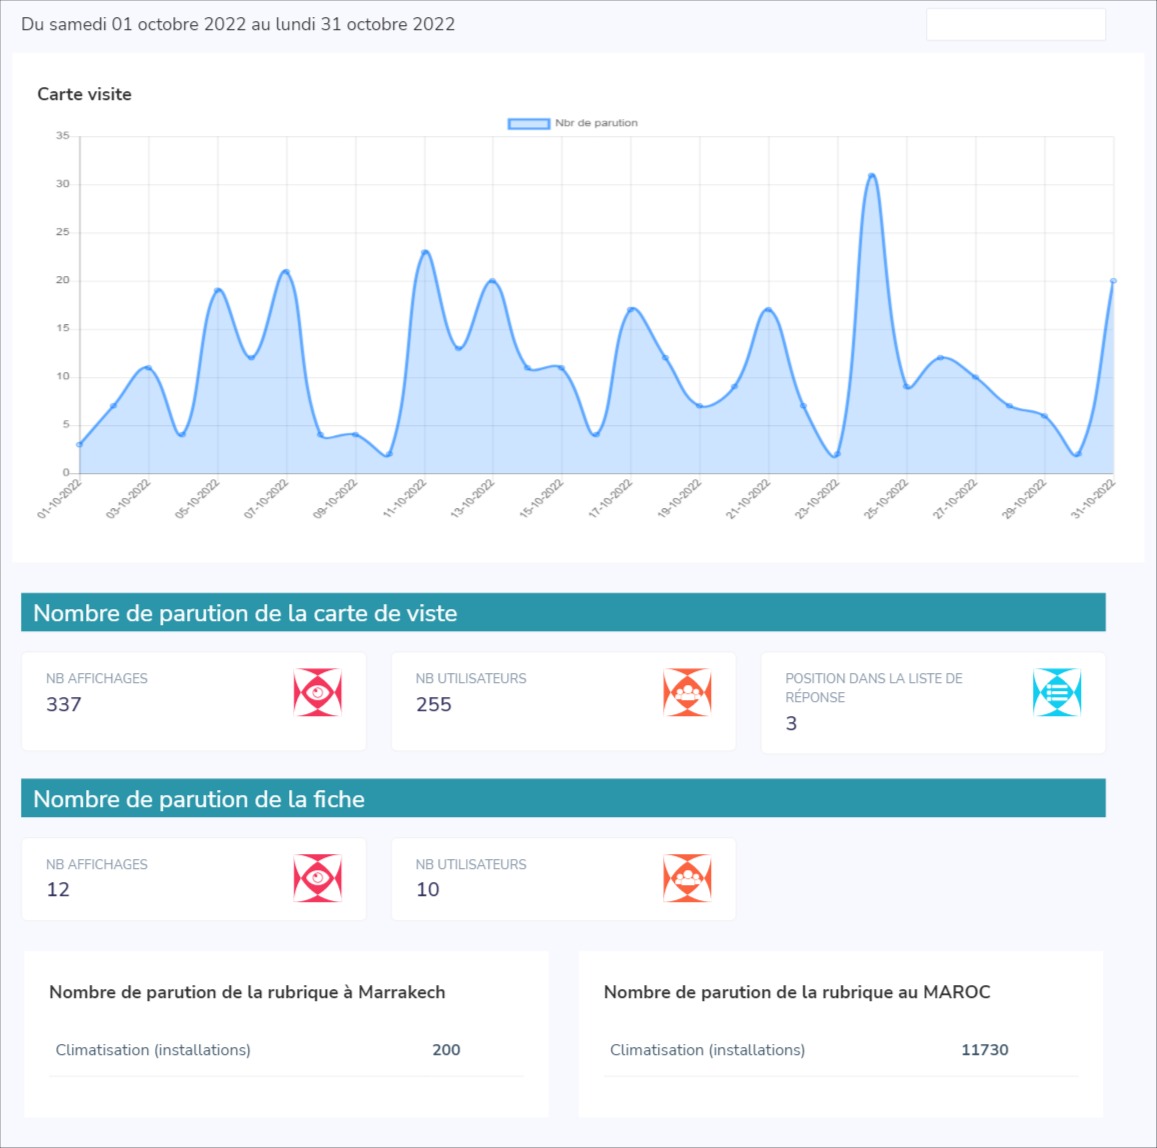 Du samedi 01 octobre 2022 au lundi 31 octobre 2022
Carte visite
Nbr de parution
35
30
25
20
15
10
5
0
01-10-2022
03-10-2022
05-10-2022
07-10-2022
09-10-2022
11-10-2022
13-10-2022
15-10-2022
17-10-2022
19-10-2022
21-10-2022
23-10-2022
25-10-2022
27-10-2022
29-10-2022
31-10-2022
Nombre de parution de la carte de viste
NB AFFICHAGES
337
NB UTILISATEURS
255
POSITION DANS LA LISTE DE
RÉPONSE
3
Nombre de parution de la fiche
NB AFFICHAGES
12
NB UTILISATEURS
10
Nombre de parution de la rubrique à Marrakech
Climatisation (installations) 200
Nombre de parution de la rubrique au MAROC
Climatisation (installations) 11730